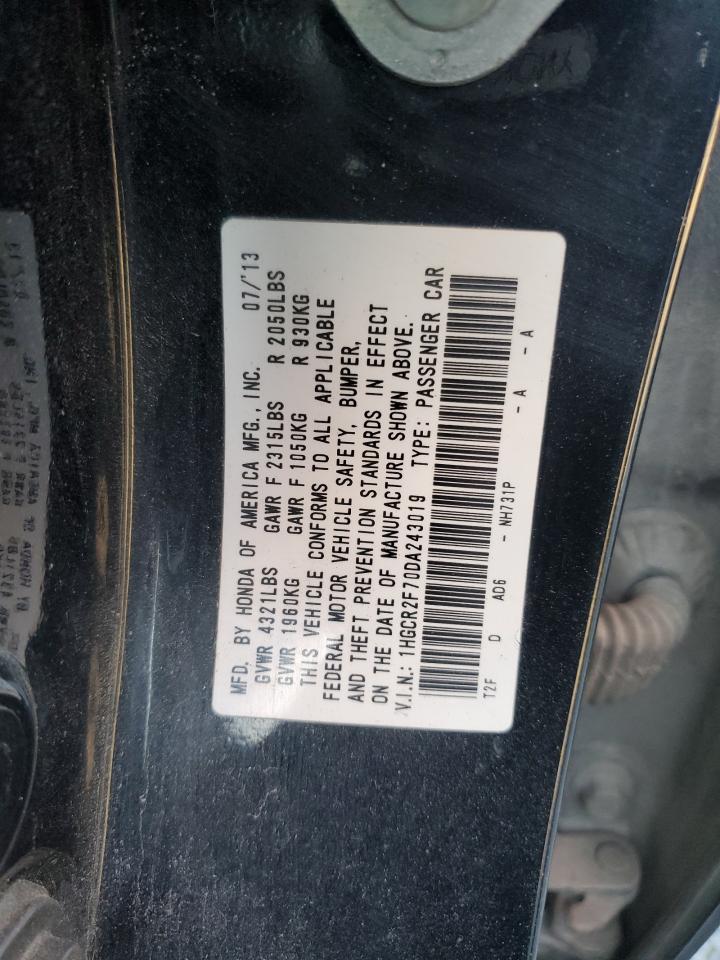 MFD. BY HONDA OF AMERICA MFG., INC. 07/'13
GVWR 4321LBS GAWR F 2315LBS R 2050LBS
GVWR 1960KG GAWR F 1050KG R 930KG
THIS VEHICLE CONFORMS TO ALL APPLICABLE
FEDERAL MOTOR VEHICLE SAFETY, BUMPER,
AND THEFT PREVENTION STANDARDS IN EFFECT
ON THE DATE OF MANUFACTURE SHOWN ABOVE.
V.I.N.: 1HGCR2F70DA243019 TYPE: PASSENGER CAR
T2F D AD6 - NH731P - A - A